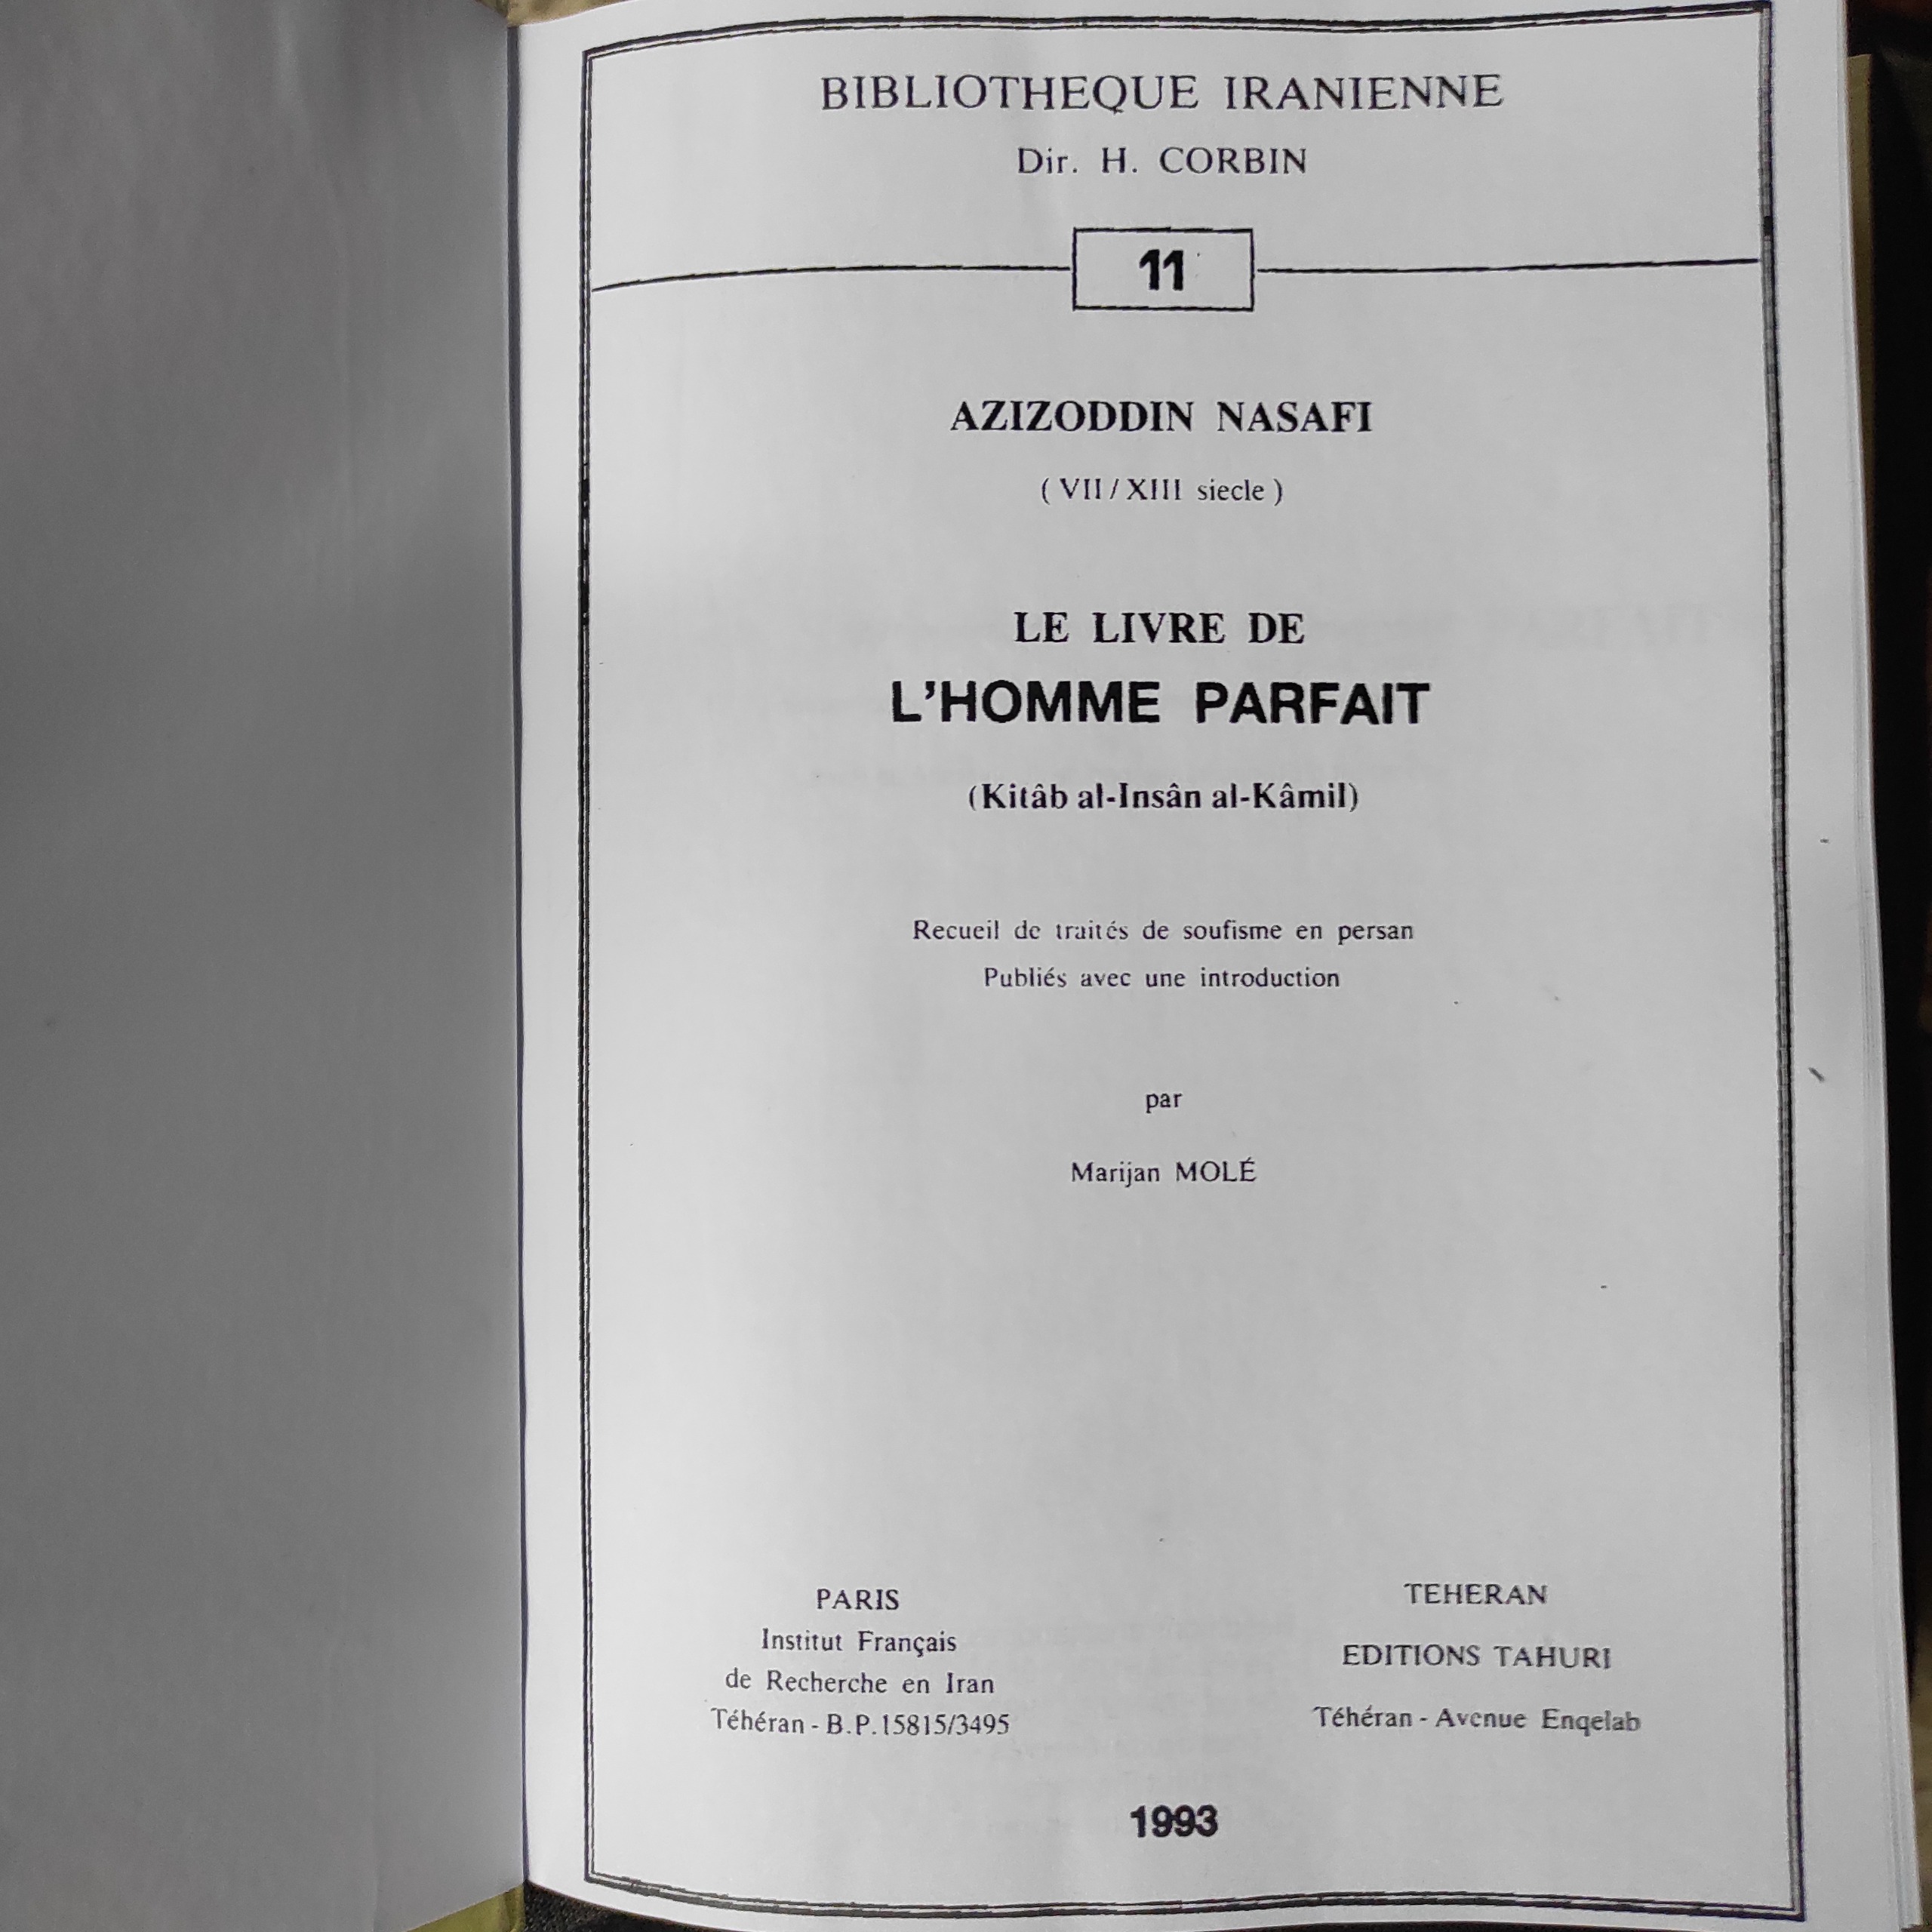 BIBLIOTHEQUE IRANIENNE
Dir. H. CORBIN
11
AZIZODDIN NASAFI
( VII / XIII siecle )
LE LIVRE DE
L'HOMME PARFAIT
(Kitâb al-Insân al-Kâmil)
Recueil de traités de soufisme en persan
Publiés avec une introduction
par
Marijan MOLÉ
PARIS
Institut Français
de Recherche en Iran
Téhéran - B.P.15815/3495
TEHERAN
EDITIONS TAHURI
Téhéran - Avenue Enqelab
1993